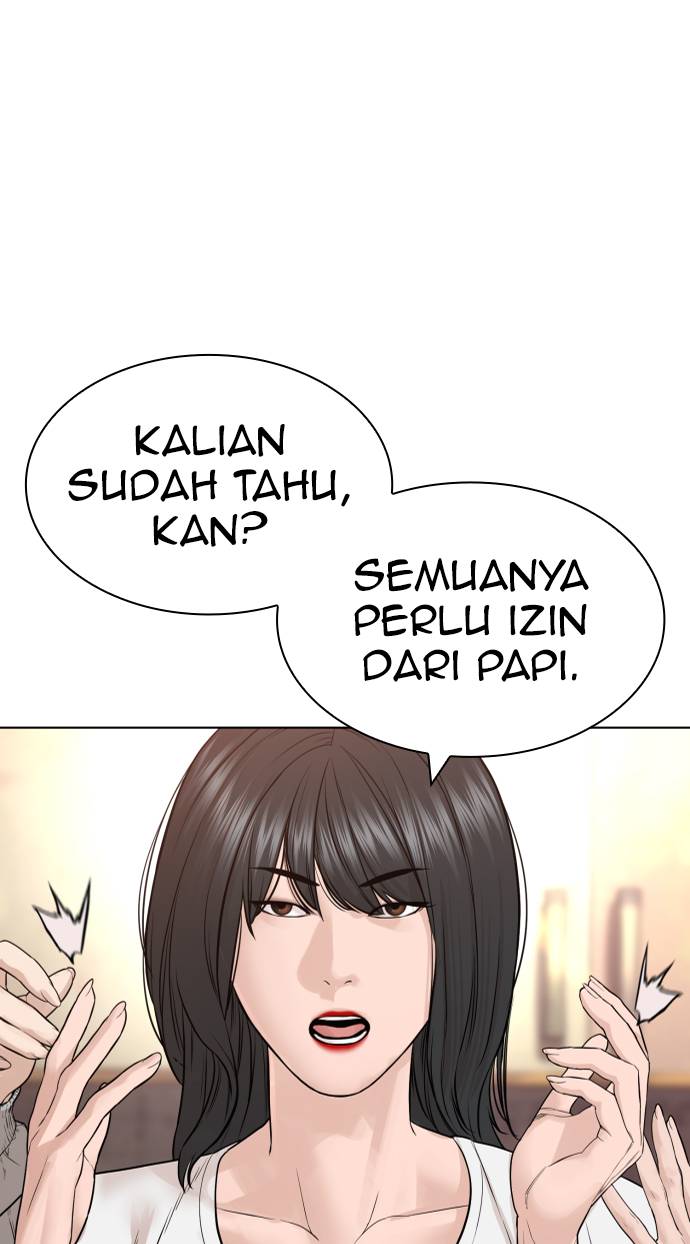 KALIAN
SUDAH TAHU,
KAN?
SEMUANYA
PERLU IZIN
DARI PAPI.